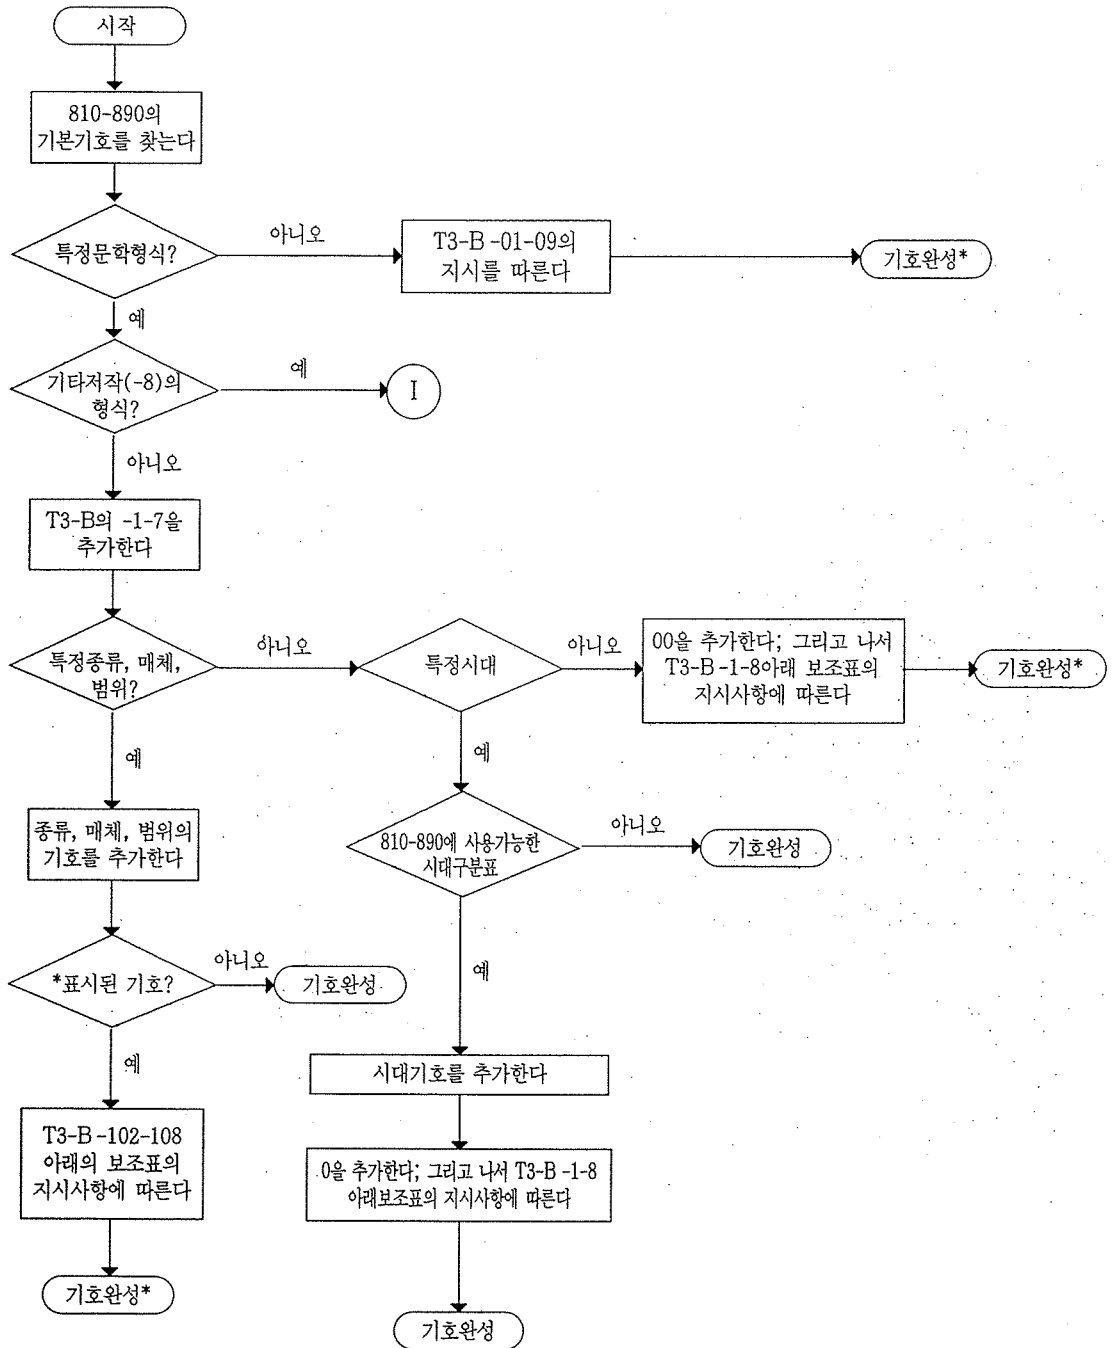 시작
810-890의
기본기호를 찾는다
특정문학형식?
아니오
T3-B -01-09의
지시를 따른다
기호완성*
예
기타저작(-8)의
형식?
예
I
아니오
T3-B의 -1-7을
추가한다
특정종류, 매체,
범위?
아니오
특정시대
아니오
00을 추가한다; 그리고 나서
T3-B -1-8아래 보조표의
지시사항에 따른다
기호완성*
예
예
종류, 매체, 범위의
기호를 추가한다
810-890에 사용가능한
시대구분표
아니오
기호완성
*표시된 기호?
아니오
기호완성
예
예
시대기호를 추가한다
T3-B -102-108
아래의 보조표의
지시사항에 따른다
0을 추가한다; 그리고 나서 T3-B -1-8
아래보조표의 지시사항에 따른다
기호완성*
기호완성